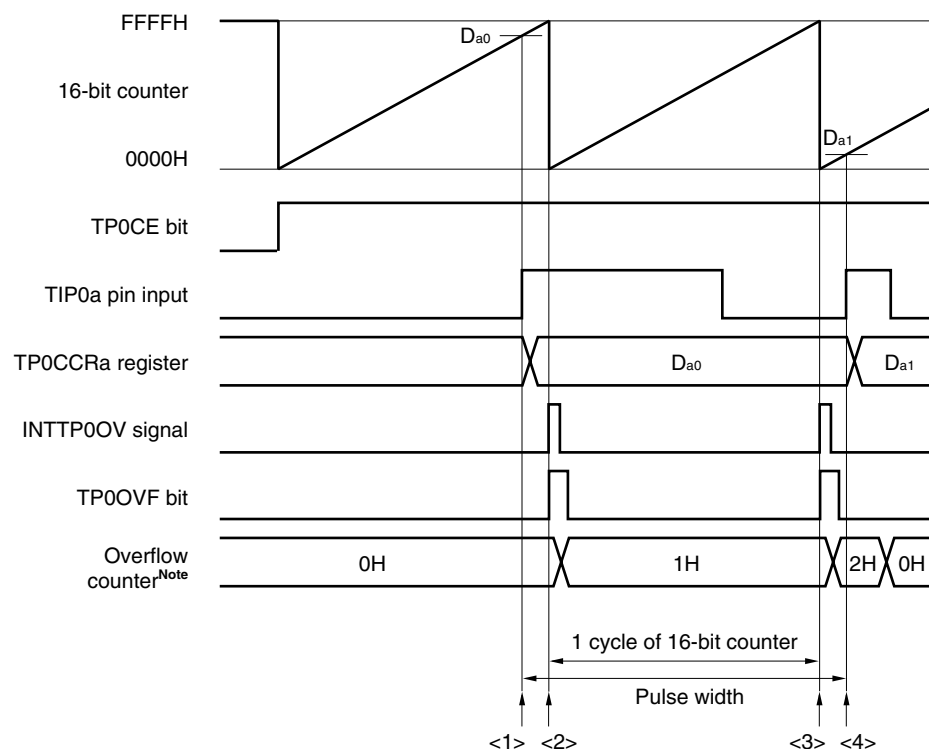 FFFFH
Da0
16-bit counter
Da1
0000H
TP0CE bit
TIP0a pin input
TP0CCRa register
Da0
Da1
INTTP0OV signal
TP0OVF bit
Overflow
counterNote
0H
1H
2H
0H
1 cycle of 16-bit counter
Pulse width
<1> <2> <3> <4>